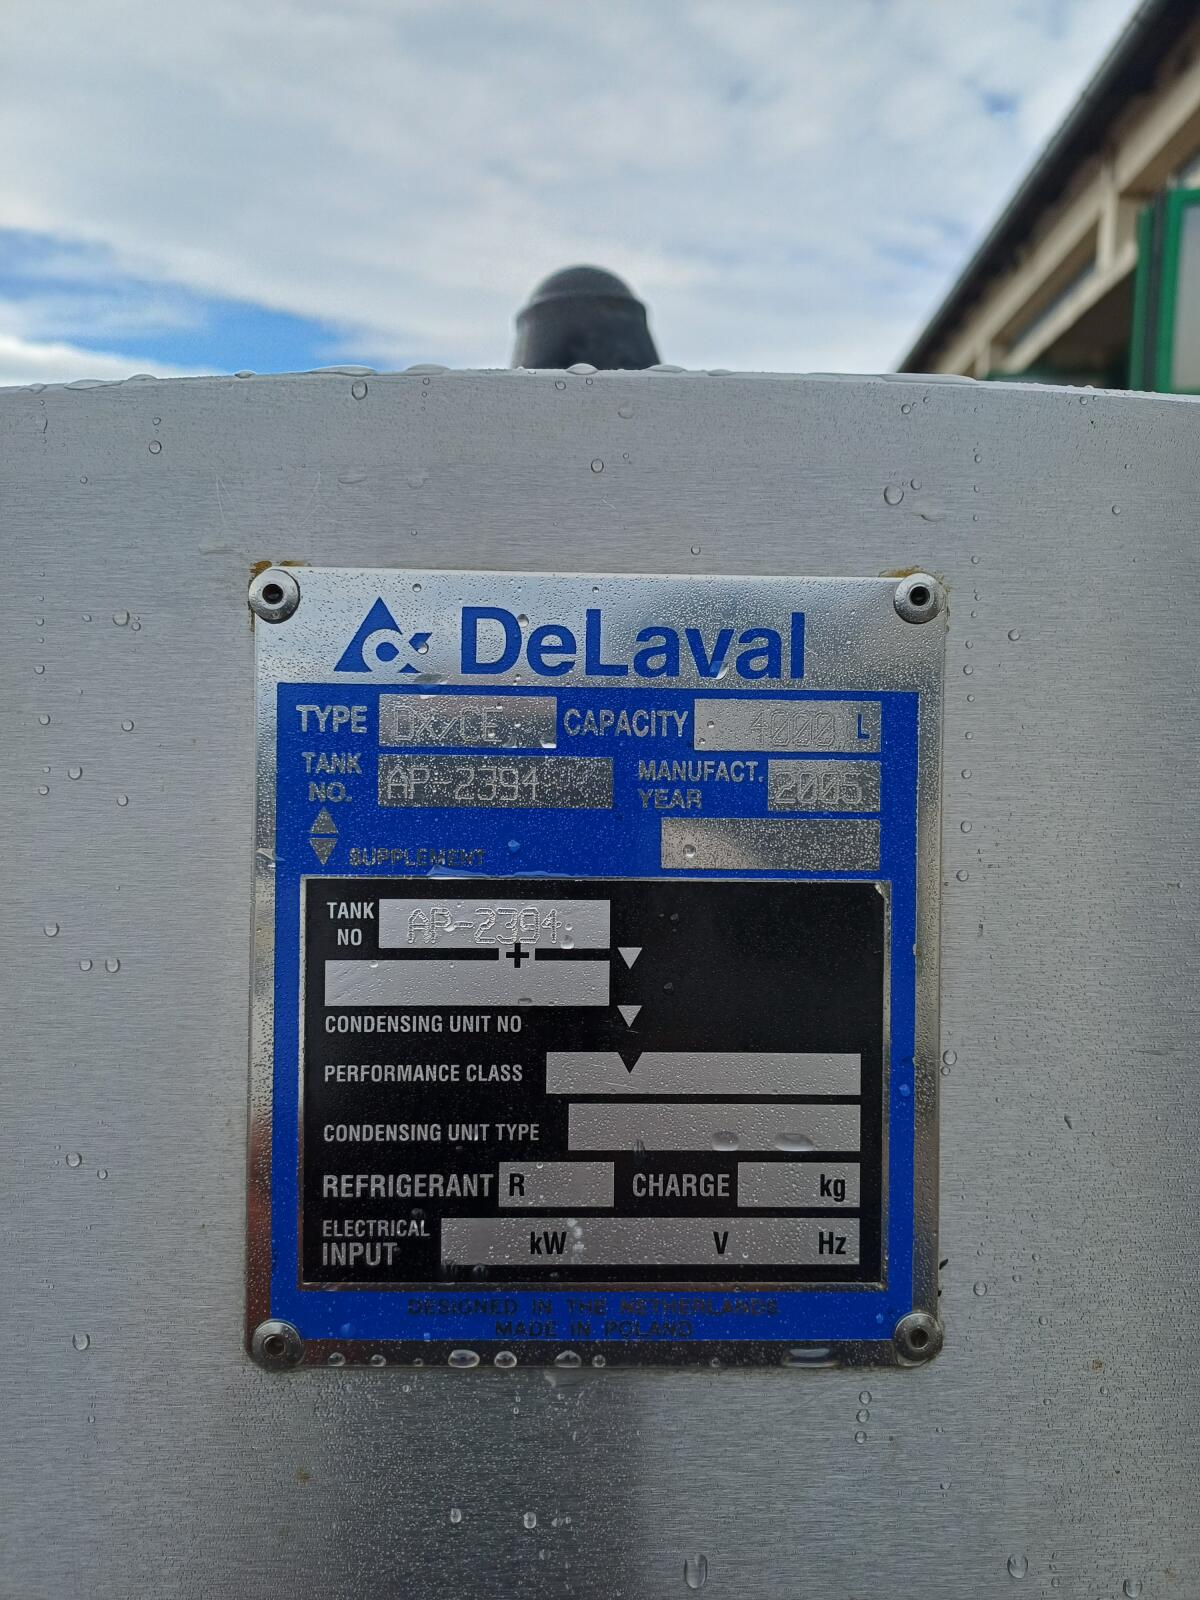 DeLaval
TYPE DX/CE CAPACITY 4000 L
TANK NO. AP-2394 MANUFACT. YEAR 2005
SUPPLEMENT
TANK NO AP-2394
+
CONDENSING UNIT NO
PERFORMANCE CLASS
CONDENSING UNIT TYPE
REFRIGERANT R CHARGE kg
ELECTRICAL INPUT kW V Hz
DESIGNED IN THE NETHERLANDS
MADE IN POLAND